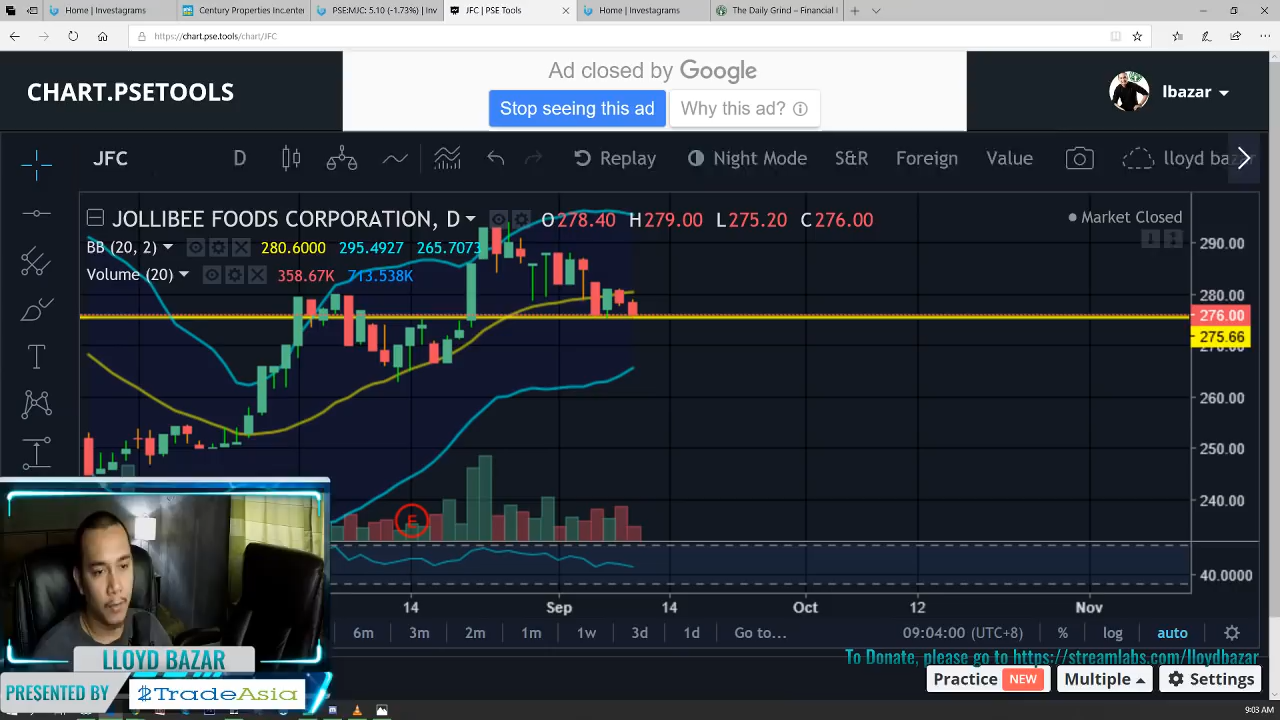 Home | Investagrams
Century Properties Incenter
PSE:MJC 5.10 (-1.73%) | Inv
JFC | PSE Tools
Home | Investagrams
The Daily Grind – Financial I
https://chart.pse.tools/chart/JFC
Ad closed by Google
Stop seeing this ad
Why this ad?
CHART.PSETOOLS
lbazar
JFC
D
Replay
Night Mode
S&R
Foreign
Value
lloyd baz
JOLLIBEE FOODS CORPORATION, D
O278.40 H279.00 L275.20 C276.00
Market Closed
BB (20, 2) 280.6000 295.4927 265.7073
Volume (20) 358.67K 713.538K
290.00
280.00
276.00
275.66
270.00
260.00
250.00
240.00
E
40.0000
14 Sep 14 Oct 12 Nov
6m 3m 2m 1m 1w 3d 1d Go to... 09:04:00 (UTC+8) % log auto
To Donate, please go to https://streamlabs.com/lloydbazar
LLOYD BAZAR
PRESENTED BY
TradeAsia
Practice NEW
Multiple
Settings
9:03 AM